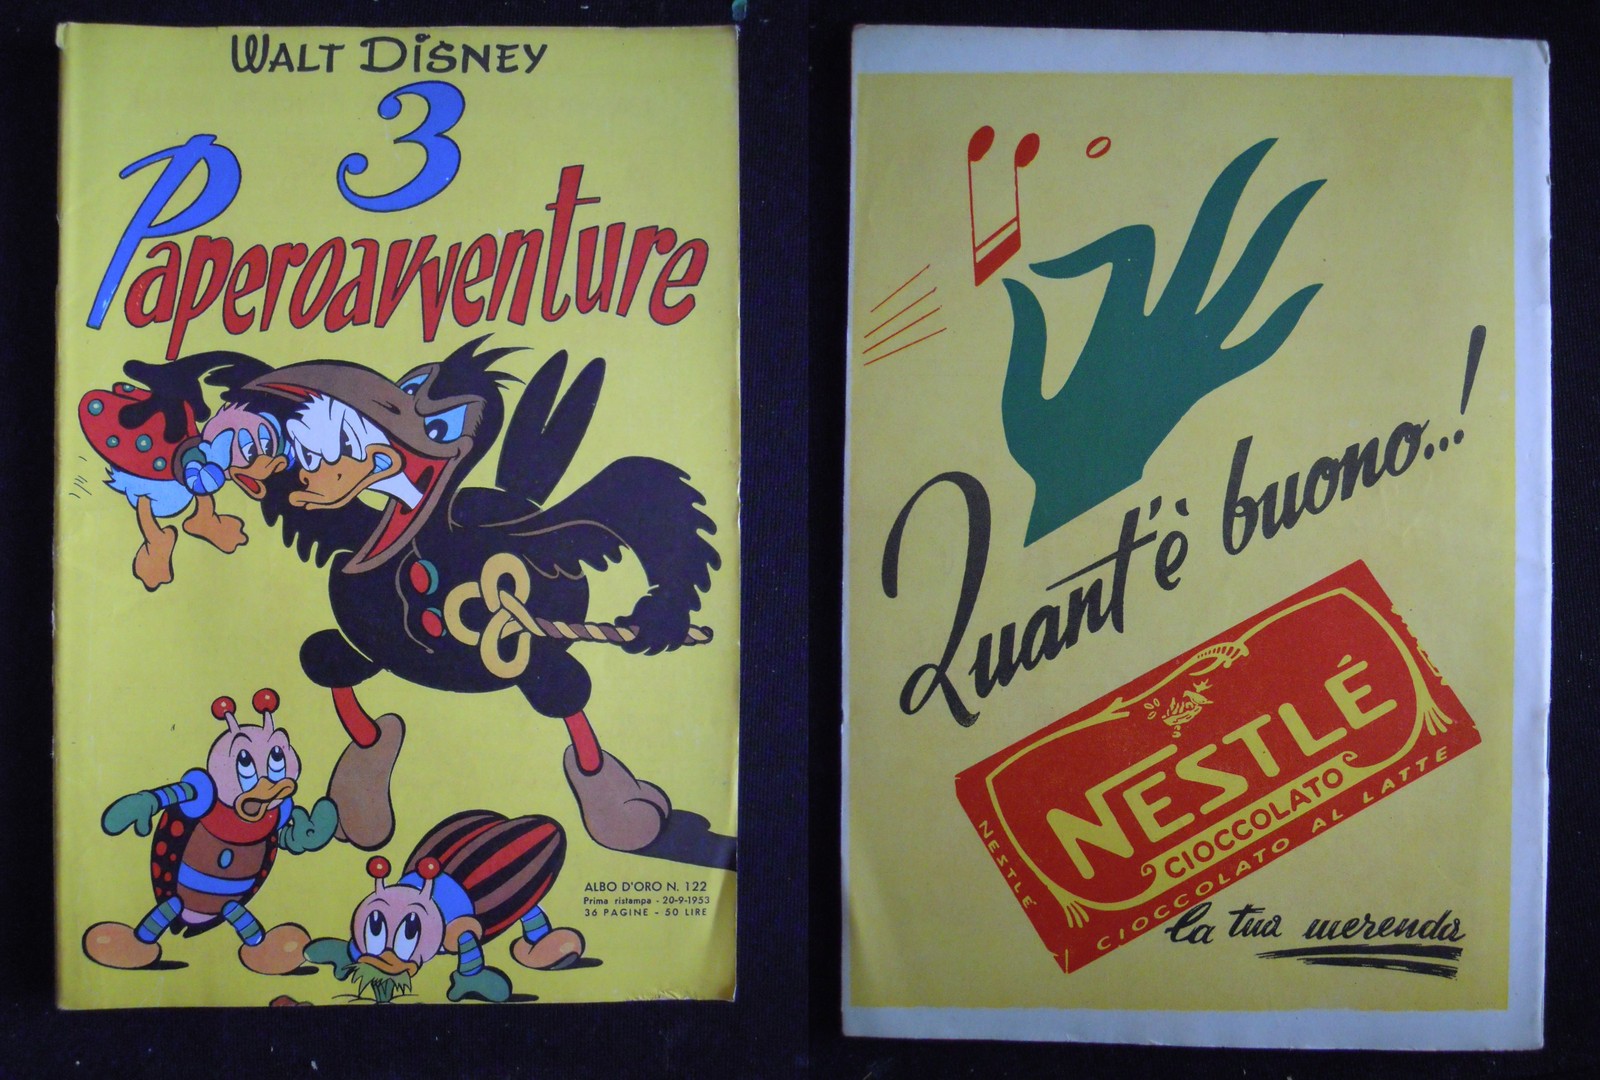 WALT DISNEY
3
Paperoavventure
ALBO D'ORO N. 122
Prima ristampa - 20-9-1953
36 PAGINE - 50 LIRE
Quant'è buono...!
NESTLÉ
CIOCCOLATO
NESTLÉ
CIOCCOLATO AL LATTE
la tua merenda